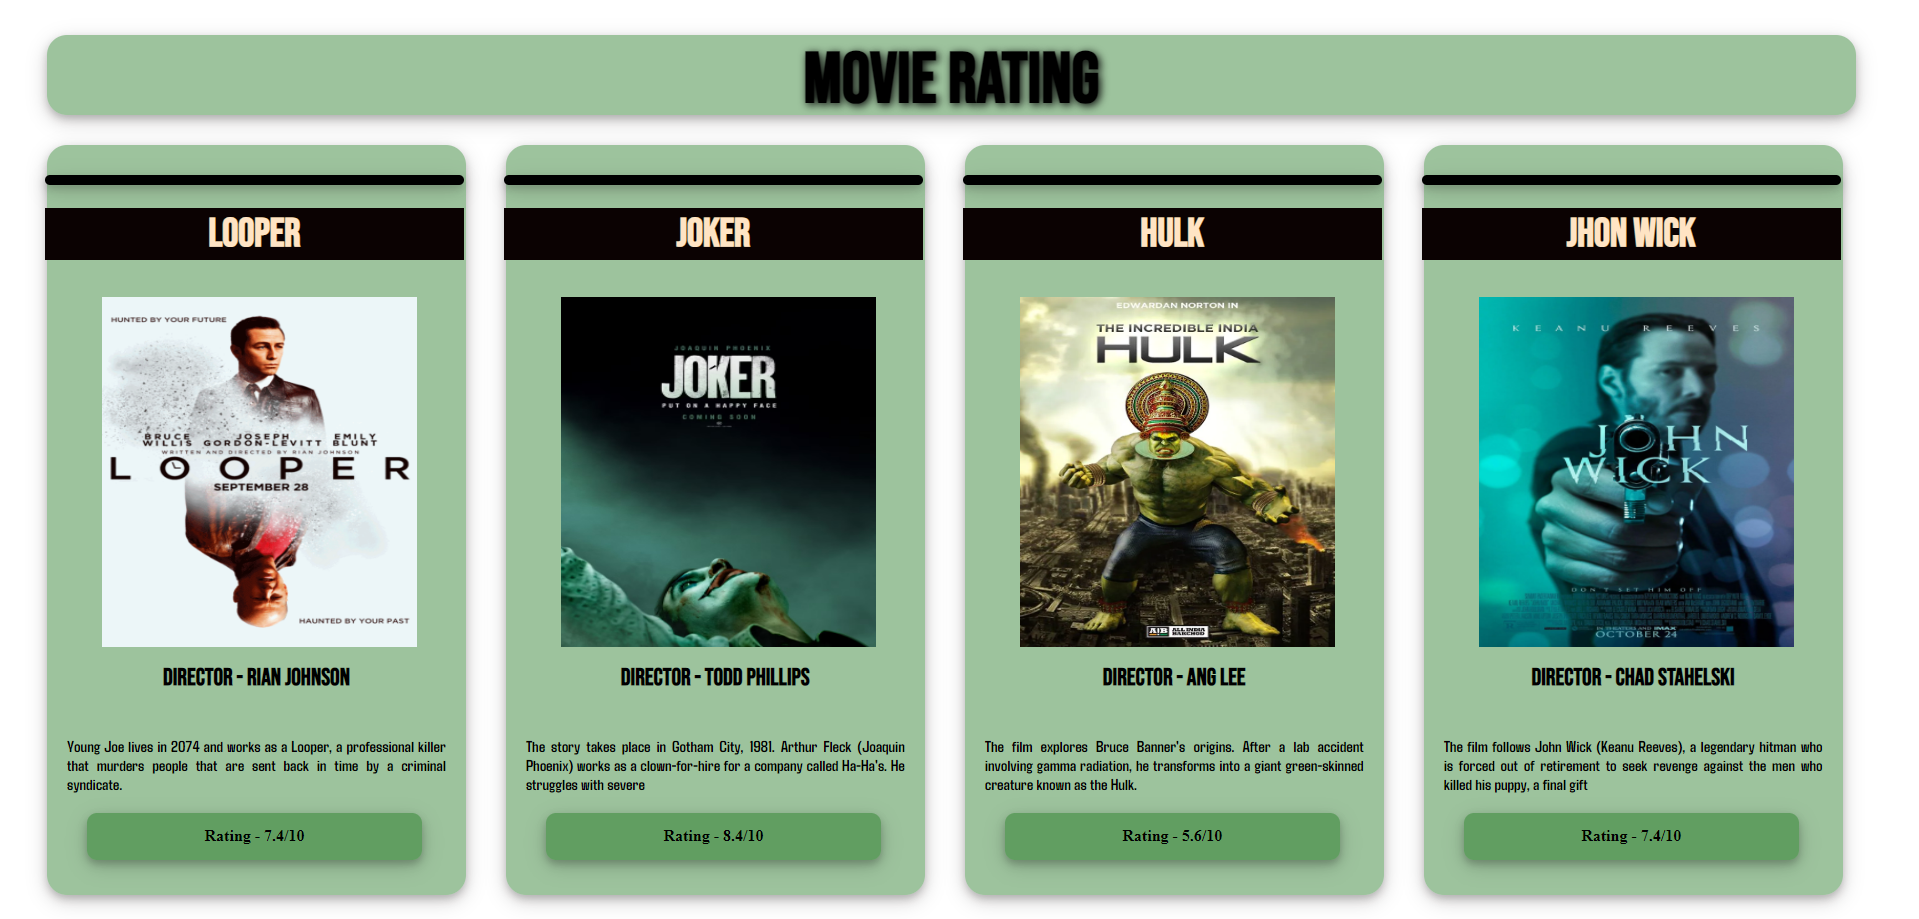 MOVIE RATING
LOOPER
HUNTED BY YOUR FUTURE
BRUCE WILLIS JOSEPH GORDON-LEVITT EMILY BLUNT
WRITTEN AND DIRECTED BY RIAN JOHNSON
LOOPER
SEPTEMBER 28
HAUNTED BY YOUR PAST
DIRECTOR - RIAN JOHNSON
Young Joe lives in 2074 and works as a Looper, a professional killer
that murders people that are sent back in time by a criminal
syndicate.
Rating - 7.4/10
JOKER
JOAQUIN PHOENIX
JOKER
PUT ON A HAPPY FACE
COMING SOON
DIRECTOR - TODD PHILLIPS
The story takes place in Gotham City, 1981. Arthur Fleck (Joaquin
Phoenix) works as a clown-for-hire for a company called Ha-Ha's. He
struggles with severe
Rating - 8.4/10
HULK
EDWARDAN NORTON IN
THE INCREDIBLE INDIA
HULK
AIB ALL INDIA
BAKCHOD
DIRECTOR - ANG LEE
The film explores Bruce Banner's origins. After a lab accident
involving gamma radiation, he transforms into a giant green-skinned
creature known as the Hulk.
Rating - 5.6/10
JHON WICK
KEANU REEVES
JOHN
WICK
DON'T SET HIM OFF
IN THEATERS AND IMAX
OCTOBER 24
DIRECTOR - CHAD STAHELSKI
The film follows John Wick (Keanu Reeves), a legendary hitman who
is forced out of retirement to seek revenge against the men who
killed his puppy, a final gift
Rating - 7.4/10